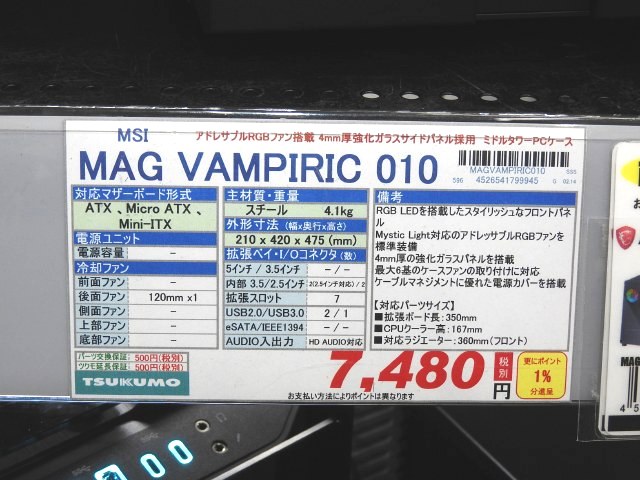 MSI
アドレサブルRGBファン搭載 4mm厚強化ガラスサイドパネル採用 ミドルタワーPCケース
MAG VAMPIRIC 010
MAGVAMPIRIC010
4526541799945
対応マザーボード形式
ATX 、Micro ATX 、
Mini-ITX
電源ユニット
電源容量 -
冷却ファン
前面ファン -
後面ファン 120mm x1
側面ファン -
上部ファン -
底部ファン -
主材質・重量
スチール 4.1kg
外形寸法 (幅x奥行x高さ)
210 x 420 x 475 (mm)
拡張ベイ・I/Oコネクタ (数)
5インチ / 3.5インチ -
内部 3.5/2.5インチ 2(2.5インチ対応) / 2
拡張スロット 7
USB2.0/USB3.0 2 / 1
eSATA/IEEE1394 -
AUDIO入出力 HD AUDIO対応
備考
RGB LEDを搭載したスタイリッシュなフロントパネ
ル
Mystic Light対応のアドレッサブルRGBファンを
標準装備
4mm厚の強化ガラスパネルを搭載
最大6基のケースファンの取り付けに対応
ケーブルマネジメントに優れた電源カバーを搭載
【対応パーツサイズ】
■拡張ボード長:350mm
■CPUクーラー高:167mm
■対応ラジエーター:360mm(フロント)
パーツ交換保証: 500円(税別)
ツクモ延長保証: 500円(税別)
TSUKUMO
7,480円
税別
更にポイント
1%
分還元
お支払い方法によりポイントは異なります